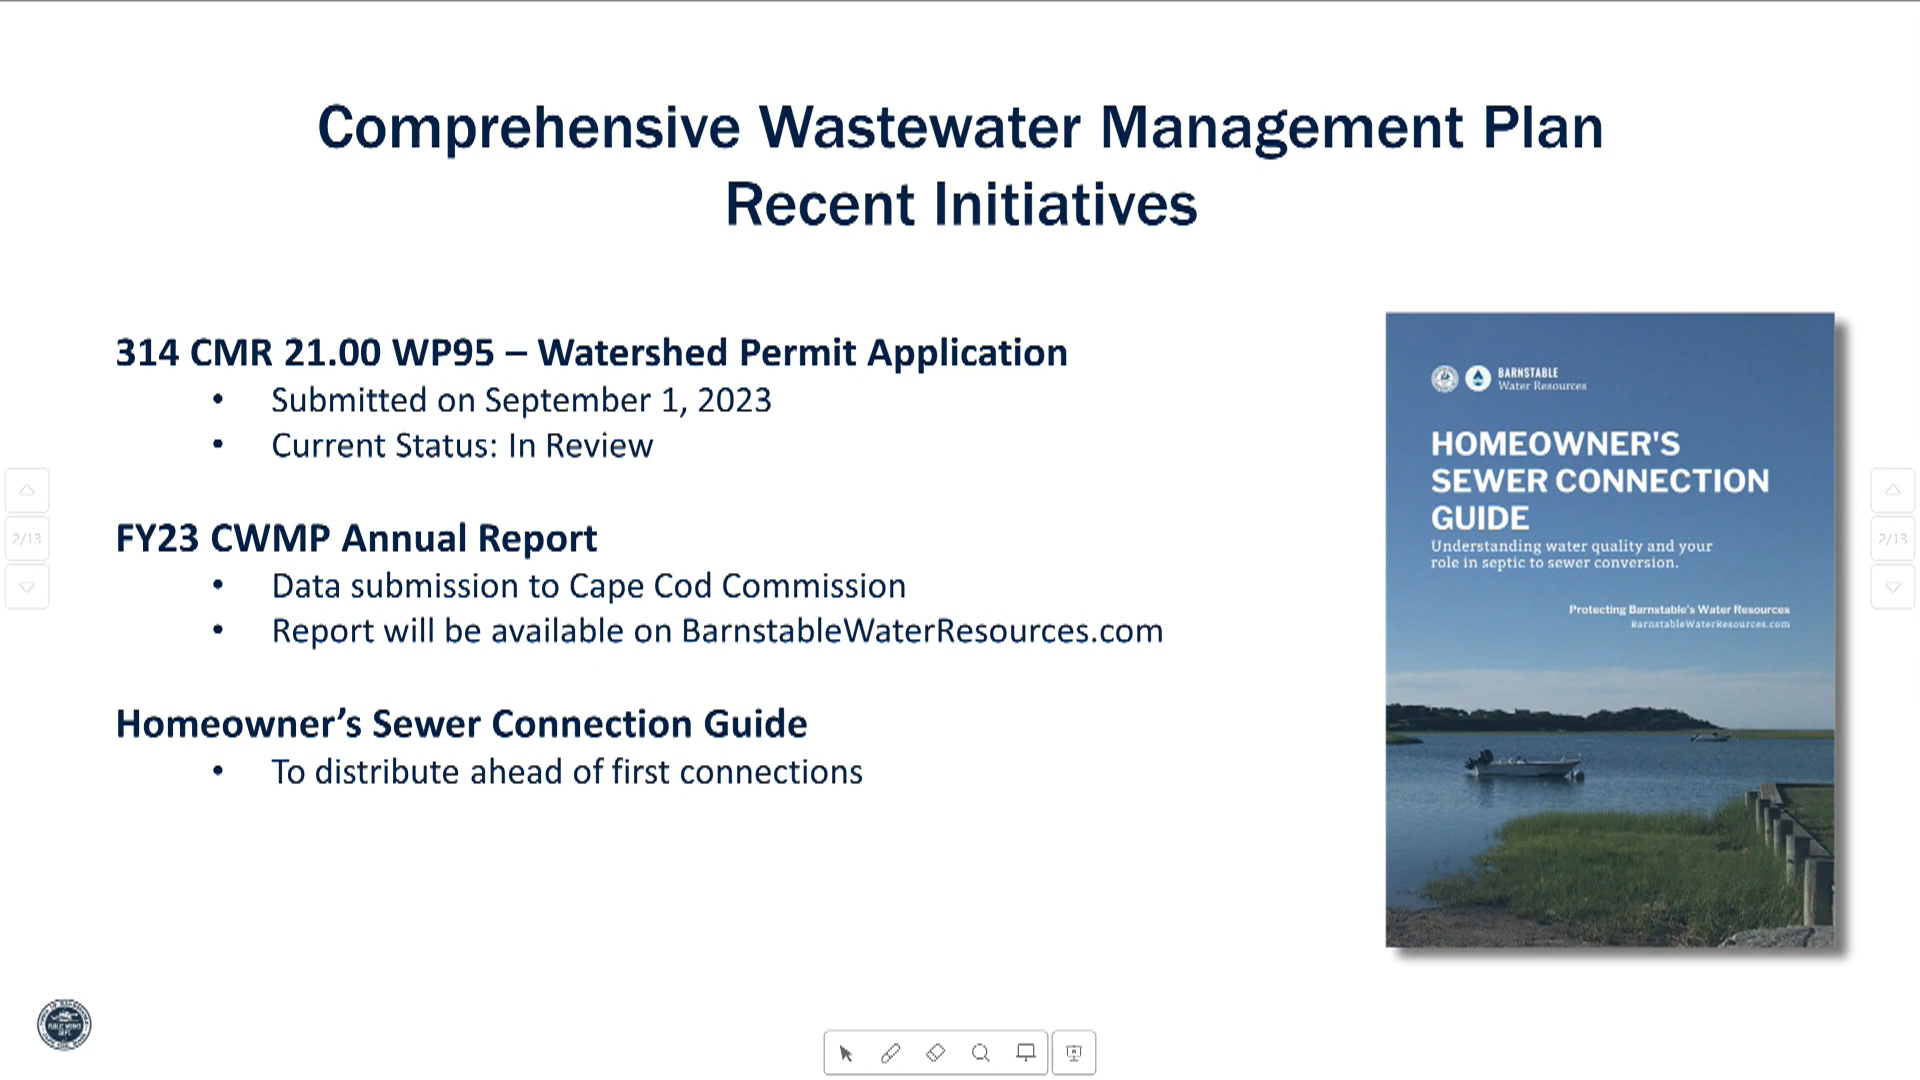 Comprehensive Wastewater Management Plan
Recent Initiatives
314 CMR 21.00 WP95 – Watershed Permit Application
• Submitted on September 1, 2023
• Current Status: In Review
FY23 CWMP Annual Report
• Data submission to Cape Cod Commission
• Report will be available on BarnstableWaterResources.com
Homeowner’s Sewer Connection Guide
• To distribute ahead of first connections
BARNSTABLE
Water Resources
HOMEOWNER'S
SEWER CONNECTION
GUIDE
Understanding water quality and your
role in septic to sewer conversion.
Protecting Barnstable's Water Resources
BarnstableWaterResources.com
2/13
2/13
PUBLIC WORKS
DEPT.